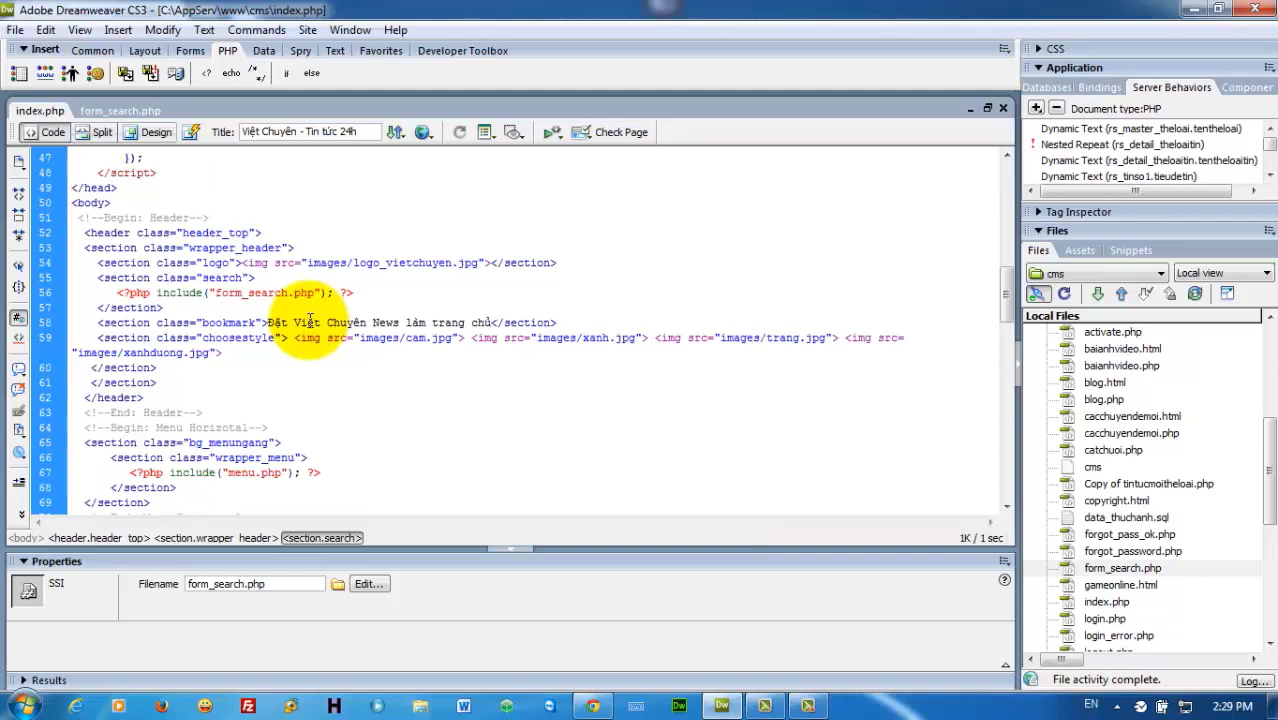 Adobe Dreamweaver CS3 - [C:\AppServ\www\cms\index.php]
File Edit View Insert Modify Text Commands Site Window Help
Insert Common Layout Forms PHP Data Spry Text Favorites Developer Toolbox
<? echo /*/ if else
index.php form_search.php
Code Split Design Title: Việt Chuyên - Tin tức 24h Check Page
47 });
48 </script>
49 </head>
50 <body>
51 <!--Begin: Header-->
52 <header class="header_top">
53 <section class="wrapper_header">
54 <section class="logo"><img src="images/logo_vietchuyen.jpg"></section>
55 <section class="search">
56 <?php include("form_search.php"); ?>
57 </section>
58 <section class="bookmark">Đặt Việt Chuyên News làm trang chủ</section>
59 <section class="choosestyle"> <img src="images/cam.jpg"> <img src="images/xanh.jpg"> <img src="images/trang.jpg"> <img src=
"images/xanhduong.jpg">
60 </section>
61 </section>
62 </header>
63 <!--End: Header-->
64 <!--Begin: Menu Horizotal-->
65 <section class="bg_menungang">
66 <section class="wrapper_menu">
67 <?php include("menu.php"); ?>
68 </section>
69 </section>
<body> <header.header_top> <section.wrapper_header> <section.search> 1K / 1 sec
Properties
SSI Filename form_search.php Edit...
Results
CSS
Application
Databases Bindings Server Behaviors Componer
Document type:PHP
Dynamic Text (rs_master_theloai.tentheloai)
! Nested Repeat (rs_detail_theloaitin)
Dynamic Text (rs_detail_theloaitin.tentheloaitin)
Dynamic Text (rs_tinso1.tieudetin)
Tag Inspector
Files
Files Assets Snippets
cms Local view
Local Files
activate.php
baianhvideo.html
baianhvideo.php
blog.html
blog.php
cacchuyendemoi.html
cacchuyendemoi.php
catchuoi.php
cms
Copy of tintucmoitheloai.php
copyright.html
data_thuchanh.sql
forgot_pass_ok.php
forgot_password.php
form_search.php
gameonline.html
index.php
login.php
login_error.php
File activity complete. Log...
EN 2:29 PM